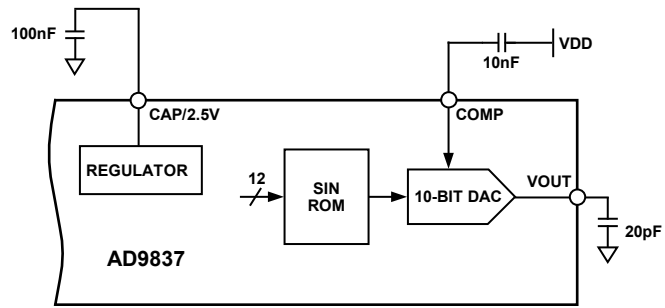 100nF
10nF
VDD
CAP/2.5V
COMP
REGULATOR
12
SIN
ROM
10-BIT DAC
VOUT
20pF
AD9837